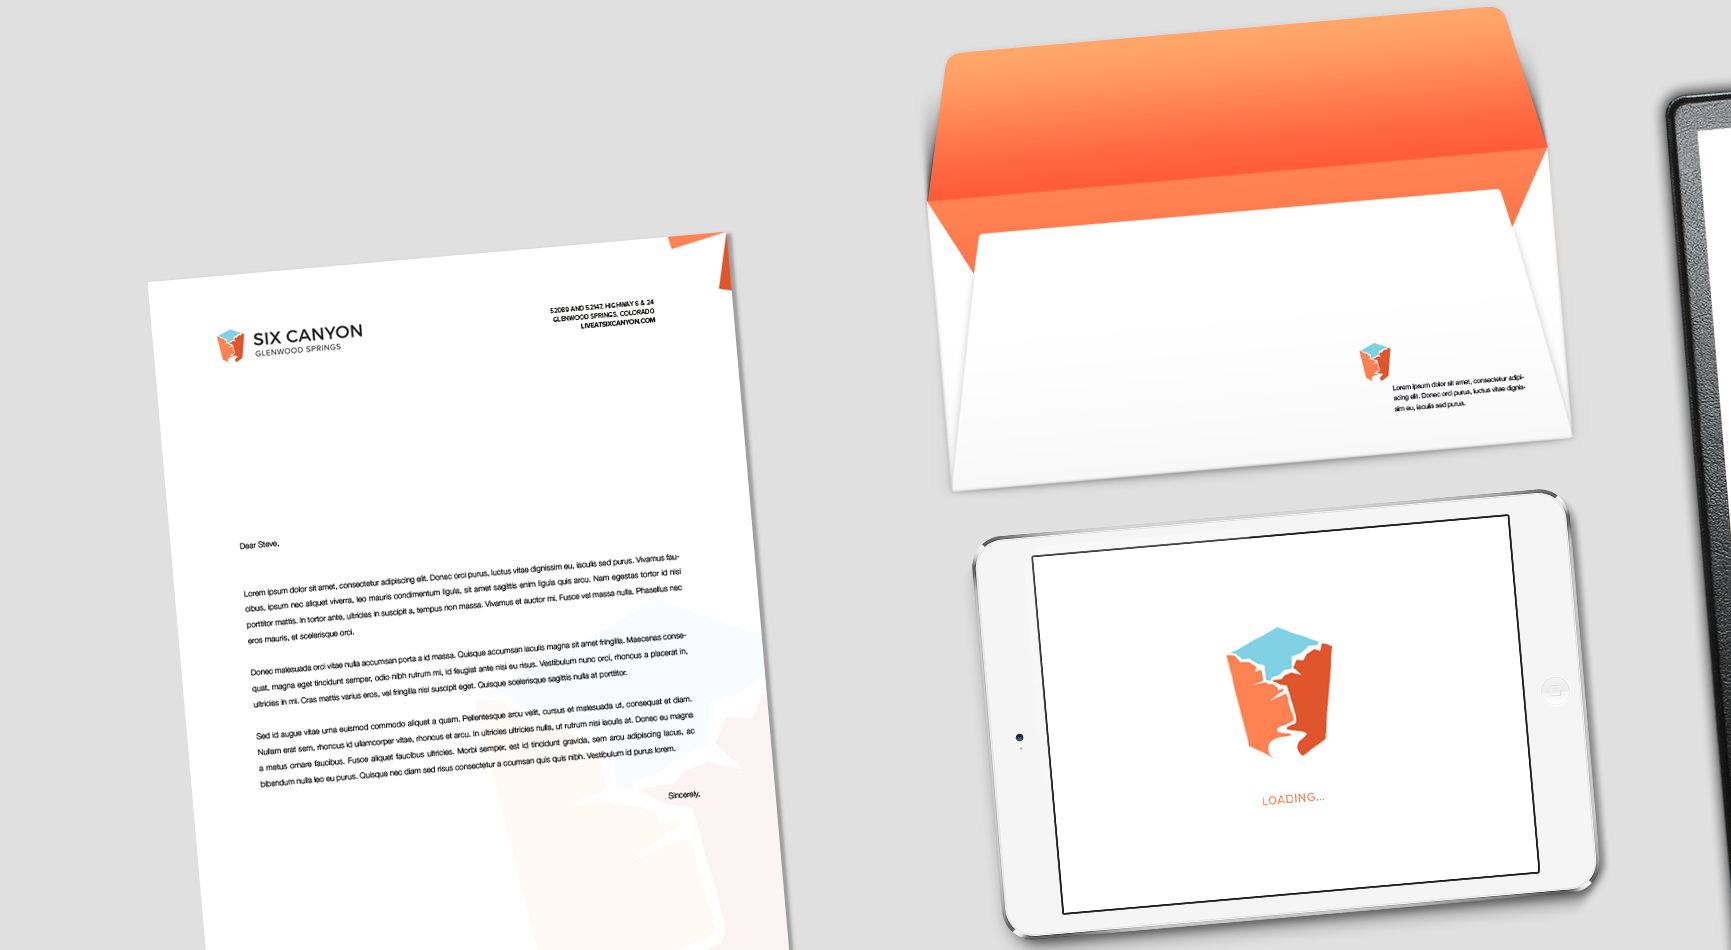 SIX CANYON
GLENWOOD SPRINGS
52089 AND 52147, HIGHWAY 6 & 24
GLENWOOD SPRINGS, COLORADO
LIVEATSIXCANYON.COM
Dear Steve,
Lorem ipsum dolor sit amet, consectetur adipiscing elit. Donec orci purus, luctus vitae dignissim eu, iaculis sed purus. Vivamus fau-
cibus, ipsum nec aliquet viverra, leo mauris condimentum ligula, sit amet sagittis enim ligula quis arcu. Nam egestas tortor id nisi
porttitor mattis. In tortor ante, ultricies in suscipit a, tempus non massa. Vivamus et auctor mi. Fusce vel massa nulla. Phasellus nec
eros mauris, et scelerisque orci.
Donec malesuada orci vitae nulla accumsan porta a id massa. Quisque accumsan iaculis magna sit amet fringilla. Maecenas conse-
quat, magna eget tincidunt semper, odio nibh rutrum mi, id feugiat ante nisi eu risus. Vestibulum nunc orci, rhoncus a placerat in,
ultricies in mi. Cras mattis varius eros, vel fringilla nisi suscipit eget. Quisque scelerisque sagittis nulla at porttitor.
Sed id augue vitae urna euismod commodo aliquet a quam. Pellentesque arcu velit, cursus et malesuada ut, consequat et diam.
Nullam erat sem, rhoncus id ullamcorper vitae, rhoncus et arcu. In ultricies ultricies nulla, ut rutrum nisi iaculis at. Donec eu magna
a metus ornare faucibus. Fusce aliquet faucibus ultricies. Morbi semper, est id tincidunt gravida, sem arcu adipiscing lacus, ac
bibendum nulla leo eu purus. Quisque nec diam sed risus consectetur a ccumsan quis quis nibh. Vestibulum id purus lorem.
Sincerely,
Lorem ipsum dolor sit amet, consectetur adipi-
scing elit. Donec orci purus, luctus vitae dignis-
sim eu, iaculis sed purus.
LOADING...